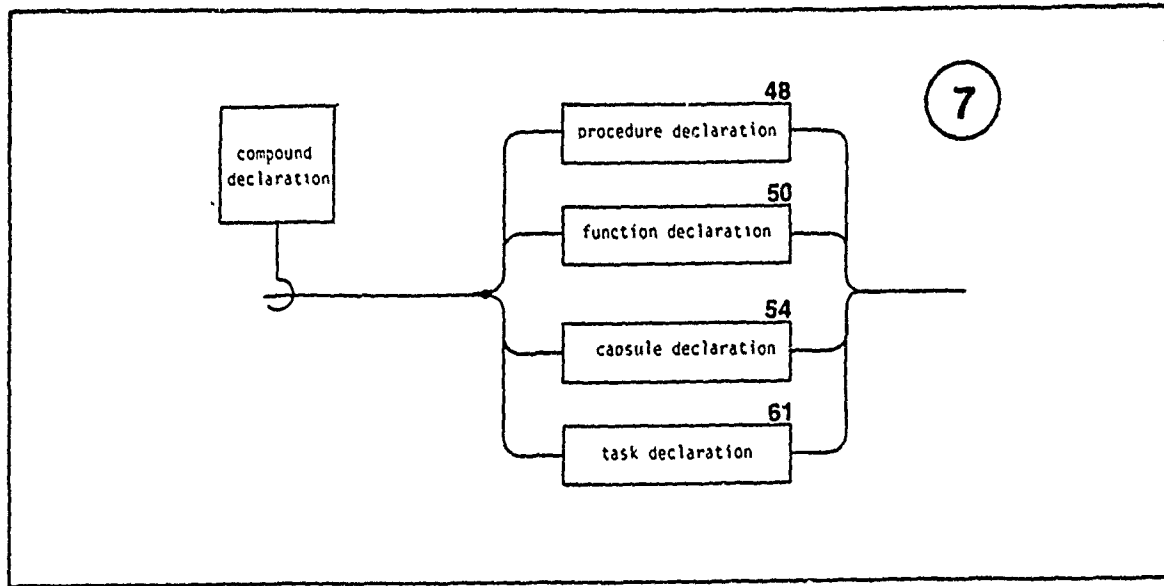 7
compound
declaration
48
procedure declaration
50
function declaration
54
capsule declaration
61
task declaration